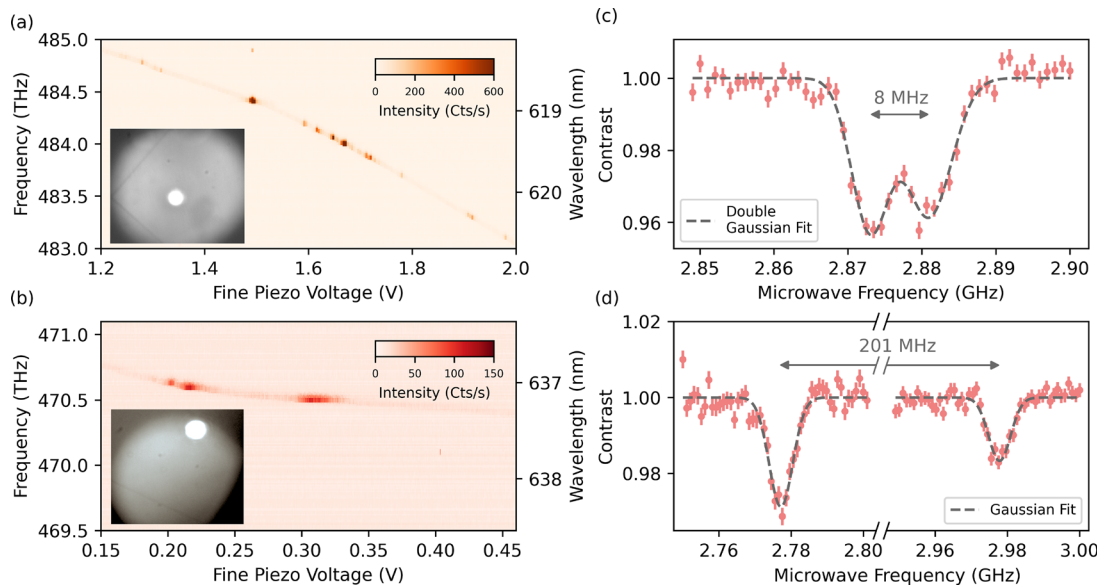 (a)
485.0
484.5
484.0
483.5
483.0
Frequency (THz)
0 200 400 600
Intensity (Cts/s)
619
620
Wavelength (nm)
1.2 1.4 1.6 1.8 2.0
Fine Piezo Voltage (V)
(b)
471.0
470.5
470.0
469.5
Frequency (THz)
0 50 100 150
Intensity (Cts/s)
637
638
Wavelength (nm)
0.15 0.20 0.25 0.30 0.35 0.40 0.45
Fine Piezo Voltage (V)
(c)
1.00
0.98
0.96
Contrast
8 MHz
Double
Gaussian Fit
2.85 2.86 2.87 2.88 2.89 2.90
Microwave Frequency (GHz)
(d)
1.02
1.00
0.98
Contrast
201 MHz
Gaussian Fit
2.76 2.78 2.80 2.96 2.98 3.00
Microwave Frequency (GHz)